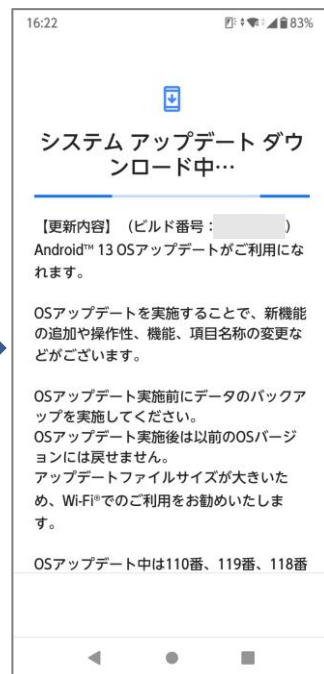 16:22
83%
システム アップデート ダウ
ンロード中…
【更新内容】（ビルド番号： ）
Android™ 13 OSアップデートがご利用にな
れます。
OSアップデートを実施することで、新機能
の追加や操作性、機能、項目名称の変更な
どがございます。
OSアップデート実施前にデータのバックア
ップを実施してください。
OSアップデート実施後は以前のOSバージ
ョンには戻せません。
アップデートファイルサイズが大きいた
め、Wi-Fi®でのご利用をお勧めいたしま
す。
OSアップデート中は110番、119番、118番